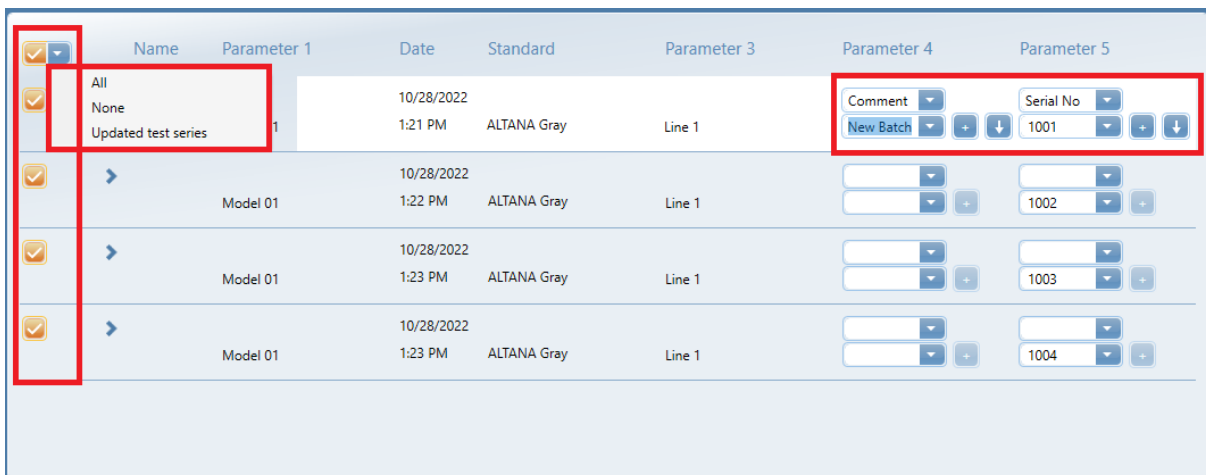 Name Parameter 1 Date Standard Parameter 3 Parameter 4 Parameter 5
All
None
Updated test series
10/28/2022
Comment Serial No
1 1:21 PM ALTANA Gray Line 1 New Batch + 1001 +
10/28/2022
Model 01 1:22 PM ALTANA Gray Line 1 + 1002 +
10/28/2022
Model 01 1:23 PM ALTANA Gray Line 1 + 1003 +
10/28/2022
Model 01 1:23 PM ALTANA Gray Line 1 + 1004 +